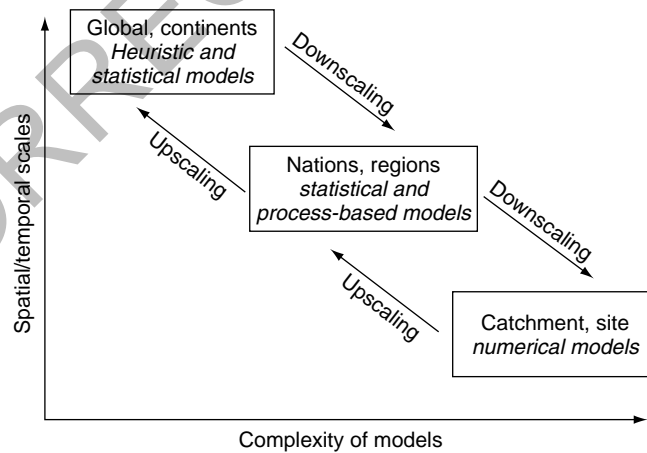 Global, continents
Heuristic and
statistical models
Downscaling
Upscaling
Nations, regions
statistical and
process-based models
Downscaling
Upscaling
Catchment, site
numerical models
Spatial/temporal scales
Complexity of models